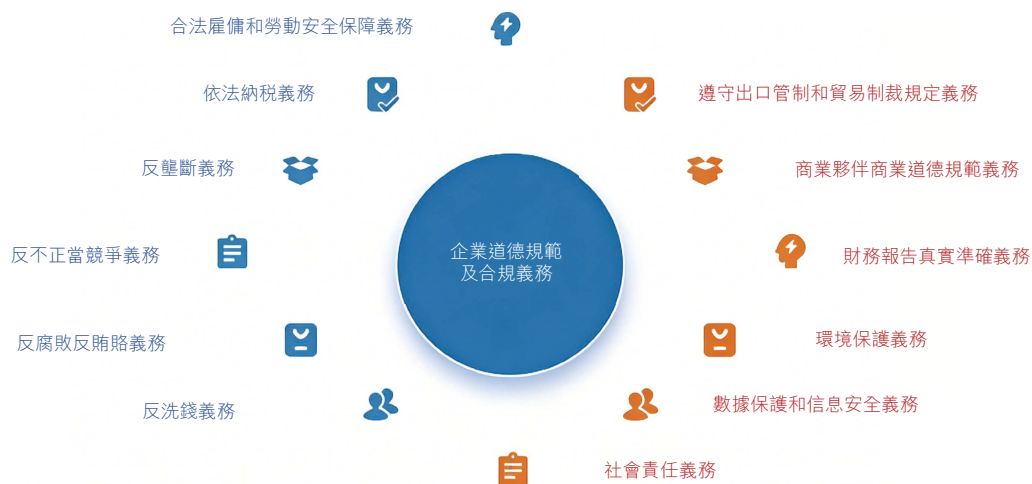 合法雇傭和勞動安全保障義務
依法納税義務
遵守出口管制和貿易制裁規定義務
反壟斷義務
商業夥伴商業道德規範義務
企業道德規範
及合規義務
反不正當競爭義務
財務報告真實準確義務
反腐敗反賄賂義務
環境保護義務
反洗錢義務
數據保護和信息安全義務
社會責任義務